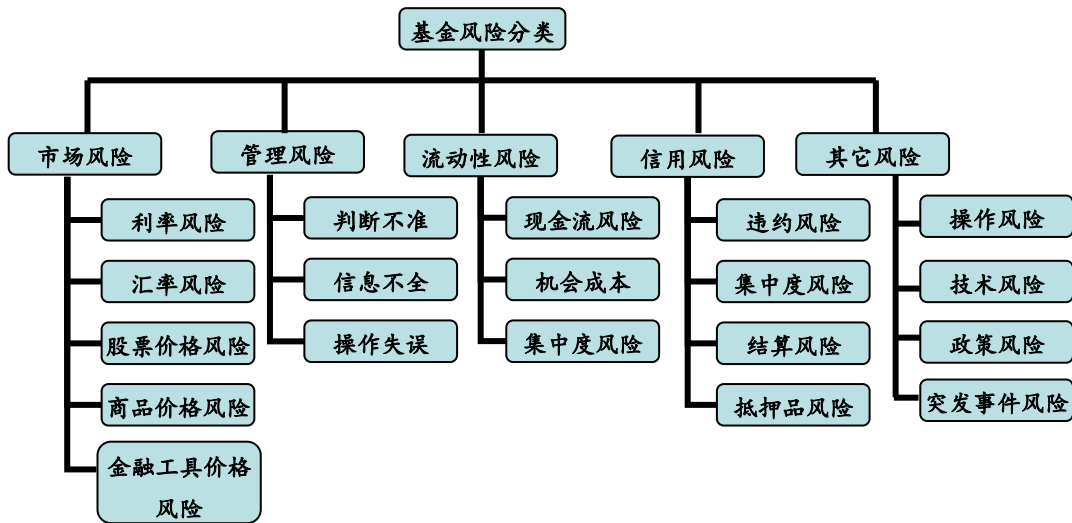 基金风险分类
市场风险
管理风险
流动性风险
信用风险
其它风险
利率风险
汇率风险
股票价格风险
商品价格风险
金融工具价格
风险
判断不准
信息不全
操作失误
现金流风险
机会成本
集中度风险
违约风险
集中度风险
结算风险
抵押品风险
操作风险
技术风险
政策风险
突发事件风险